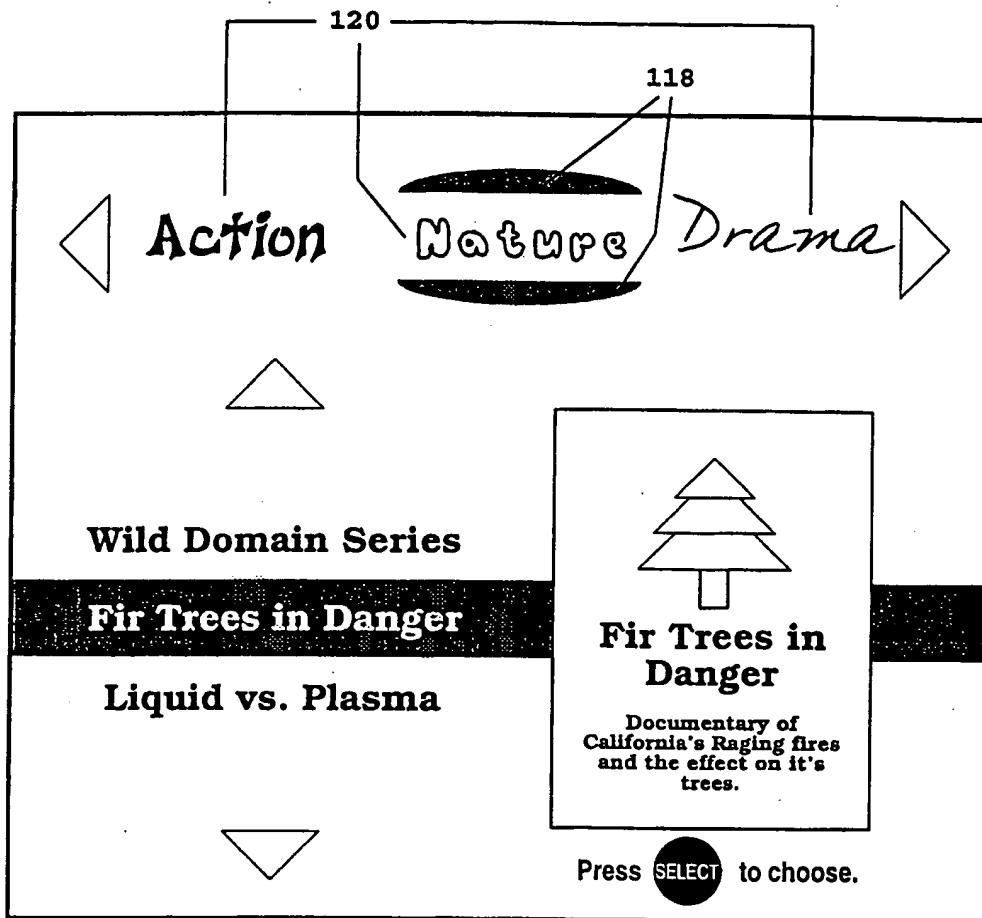 120
118
Action Nature Drama
Wild Domain Series
Fir Trees in Danger
Liquid vs. Plasma
Fir Trees in
Danger
Documentary of
California's Raging fires
and the effect on it's
trees.
Press SELECT to choose.